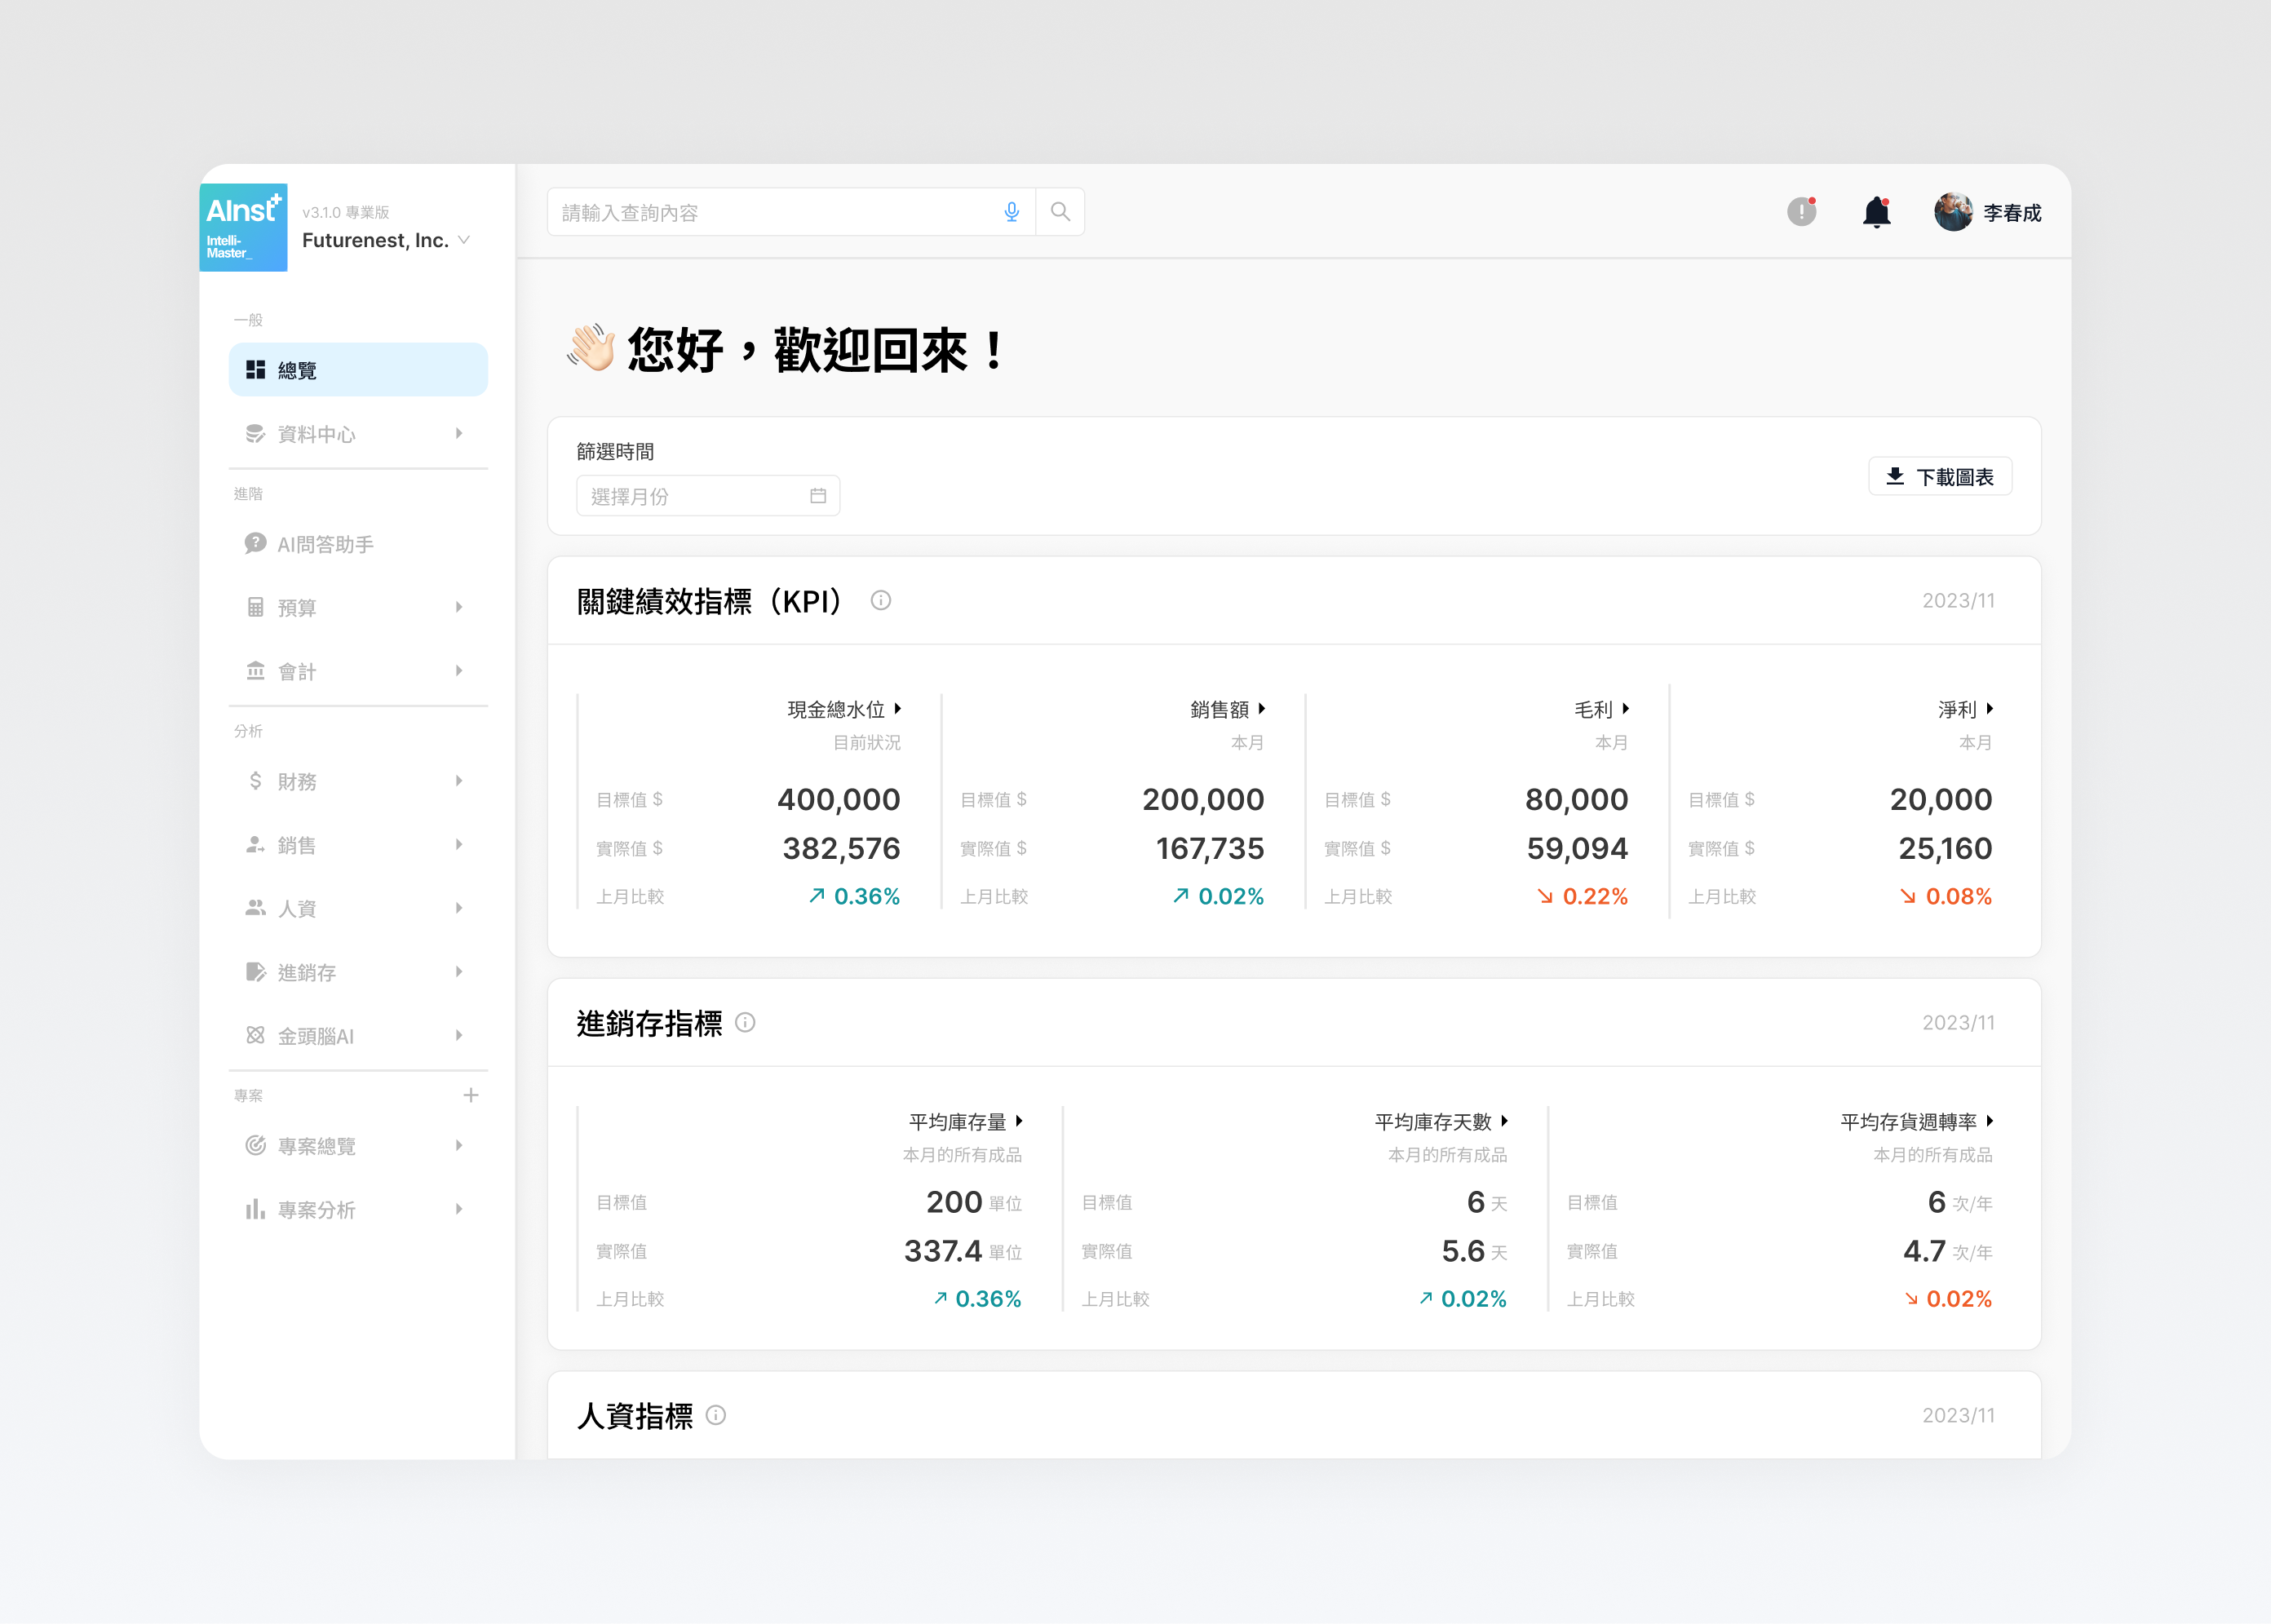 AInst+
Intelli-
Master_
v3.1.0 專業版
Futurenest, Inc.
一般
總覽
資料中心
進階
AI問答助手
預算
會計
分析
財務
銷售
人資
進銷存
金頭腦AI
專案
專案總覽
專案分析
請輸入查詢內容
李春成
👋🏻 您好，歡迎回來！
篩選時間
選擇月份
下載圖表
關鍵績效指標（KPI）
2023/11
現金總水位
目前狀況
目標值 $ 400,000
實際值 $ 382,576
上月比較 0.36%
銷售額
本月
目標值 $ 200,000
實際值 $ 167,735
上月比較 0.02%
毛利
本月
目標值 $ 80,000
實際值 $ 59,094
上月比較 0.22%
淨利
本月
目標值 $ 20,000
實際值 $ 25,160
上月比較 0.08%
進銷存指標
2023/11
平均庫存量
本月的所有成品
目標值 200 單位
實際值 337.4 單位
上月比較 0.36%
平均庫存天數
本月的所有成品
目標值 6 天
實際值 5.6 天
上月比較 0.02%
平均存貨週轉率
本月的所有成品
目標值 6 次/年
實際值 4.7 次/年
上月比較 0.02%
人資指標
2023/11